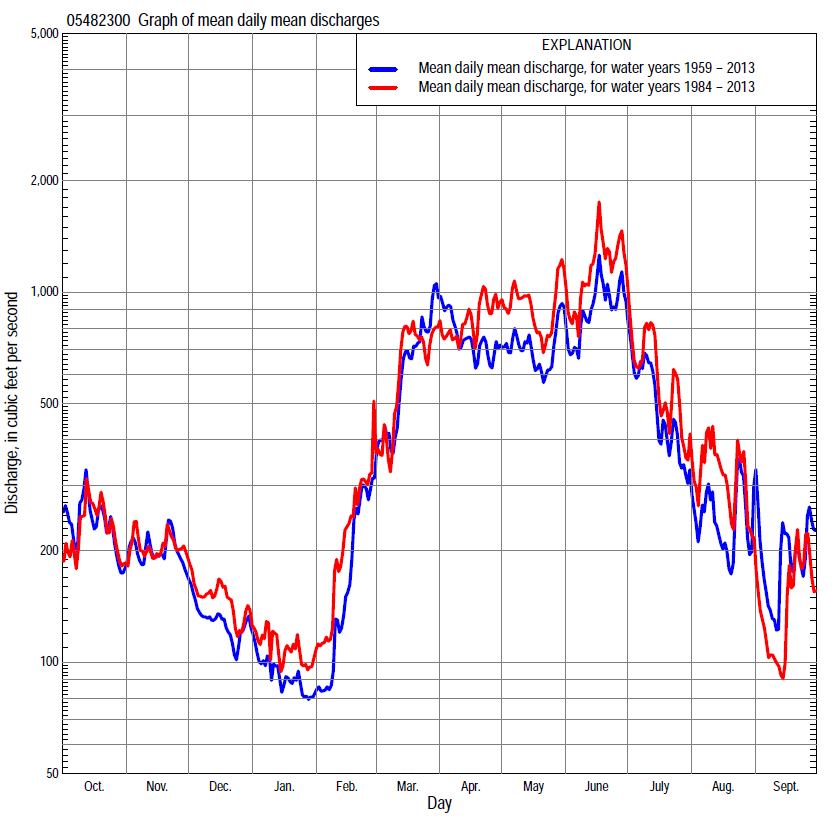 05482300 Graph of mean daily mean discharges
EXPLANATION
Mean daily mean discharge, for water years 1959 – 2013
Mean daily mean discharge, for water years 1984 – 2013
5,000
2,000
1,000
500
200
100
50
Discharge, in cubic feet per second
Oct. Nov. Dec. Jan. Feb. Mar. Apr. May June July Aug. Sept.
Day